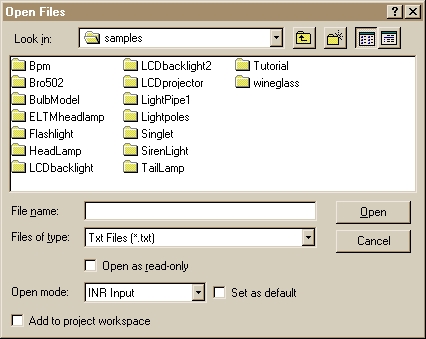 Open Files
Look in: samples
Bpm
Bro502
BulbModel
ELTMheadlamp
Flashlight
HeadLamp
LCDbacklight
LCDbacklight2
LCDprojector
LightPipe1
Lightpoles
Singlet
SirenLight
TailLamp
Tutorial
wineglass
File name:
Open
Files of type: Txt Files (*.txt)
Cancel
Open as read-only
Open mode: INR Input Set as default
Add to project workspace